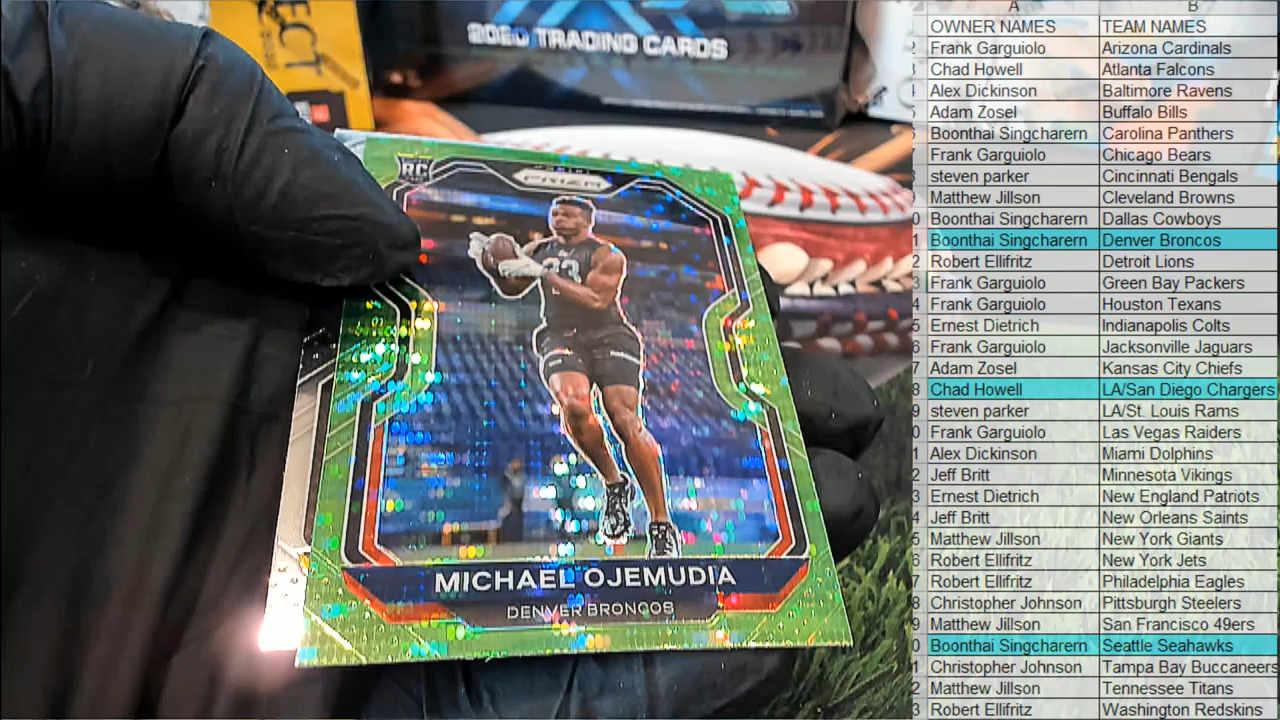 2020 TRADING CARDS
RC
PANINI
PRIZM
33
MICHAEL OJEMUDIA
DENVER BRONCOS
A B
OWNER NAMES TEAM NAMES
Frank Garguiolo Arizona Cardinals
Chad Howell Atlanta Falcons
Alex Dickinson Baltimore Ravens
Adam Zosel Buffalo Bills
Boonthai Singcharern Carolina Panthers
Frank Garguiolo Chicago Bears
steven parker Cincinnati Bengals
Matthew Jillson Cleveland Browns
Boonthai Singcharern Dallas Cowboys
Boonthai Singcharern Denver Broncos
Robert Ellifritz Detroit Lions
Frank Garguiolo Green Bay Packers
Frank Garguiolo Houston Texans
Ernest Dietrich Indianapolis Colts
Frank Garguiolo Jacksonville Jaguars
Adam Zosel Kansas City Chiefs
Chad Howell LA/San Diego Chargers
steven parker LA/St. Louis Rams
Frank Garguiolo Las Vegas Raiders
Alex Dickinson Miami Dolphins
Jeff Britt Minnesota Vikings
Ernest Dietrich New England Patriots
Jeff Britt New Orleans Saints
Matthew Jillson New York Giants
Robert Ellifritz New York Jets
Robert Ellifritz Philadelphia Eagles
Christopher Johnson Pittsburgh Steelers
Matthew Jillson San Francisco 49ers
Boonthai Singcharern Seattle Seahawks
Christopher Johnson Tampa Bay Buccaneers
Matthew Jillson Tennessee Titans
Robert Ellifritz Washington Redskins